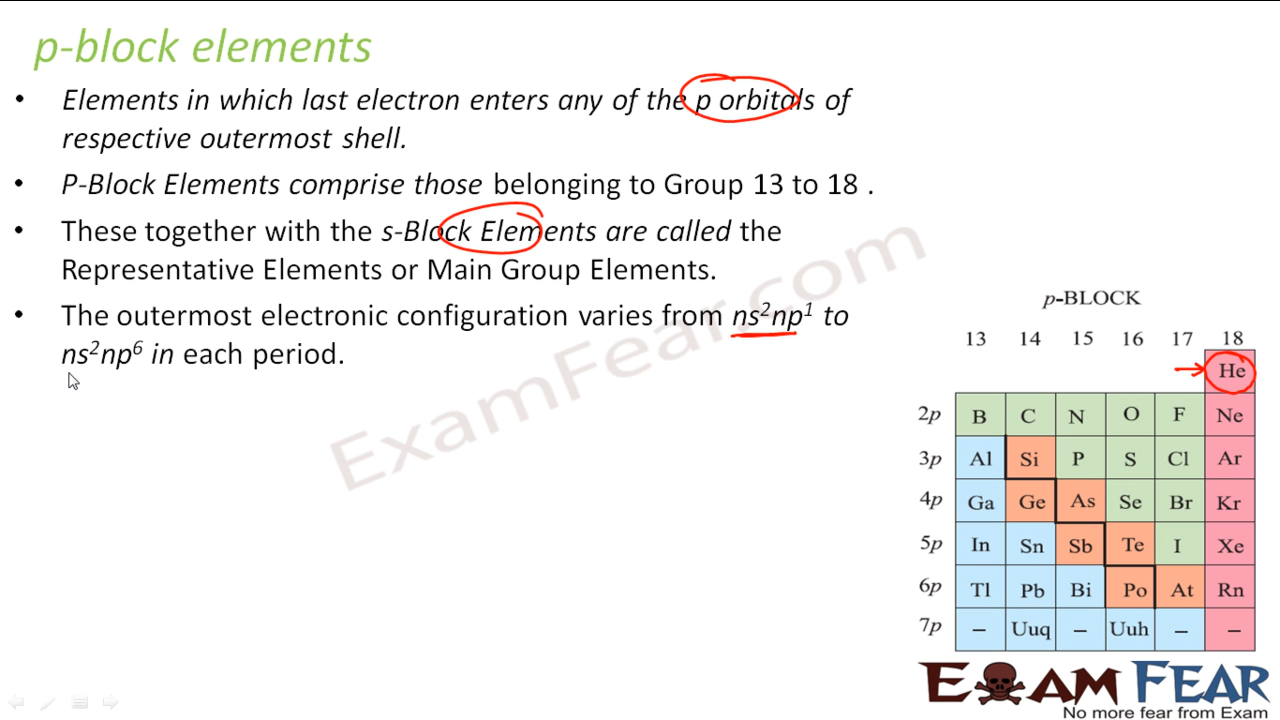 p-block elements
• Elements in which last electron enters any of the p orbitals of
respective outermost shell.
• P-Block Elements comprise those belonging to Group 13 to 18 .
• These together with the s-Block Elements are called the
Representative Elements or Main Group Elements.
• The outermost electronic configuration varies from ns²np¹ to
ns²np⁶ in each period.
ExamFear.com
p-BLOCK
13 14 15 16 17 18
He
2p B C N O F Ne
3p Al Si P S Cl Ar
4p Ga Ge As Se Br Kr
5p In Sn Sb Te I Xe
6p Tl Pb Bi Po At Rn
7p – Uuq – Uuh – –
EXAM FEAR
No more fear from Exam